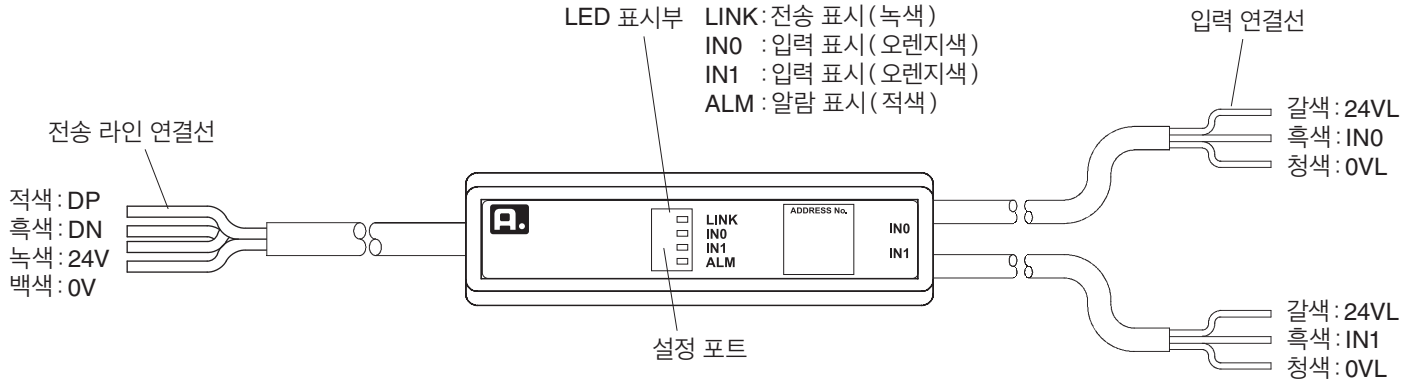 LED 표시부
LINK : 전송 표시(녹색)
IN0 : 입력 표시(오렌지색)
IN1 : 입력 표시(오렌지색)
ALM : 알람 표시(적색)
입력 연결선
갈색 : 24VL
흑색 : IN0
청색 : 0VL
전송 라인 연결선
적색 : DP
흑색 : DN
녹색 : 24V
백색 : 0V
A.
LINK
IN0
IN1
ALM
ADDRESS No.
IN0
IN1
설정 포트
갈색 : 24VL
흑색 : IN1
청색 : 0VL